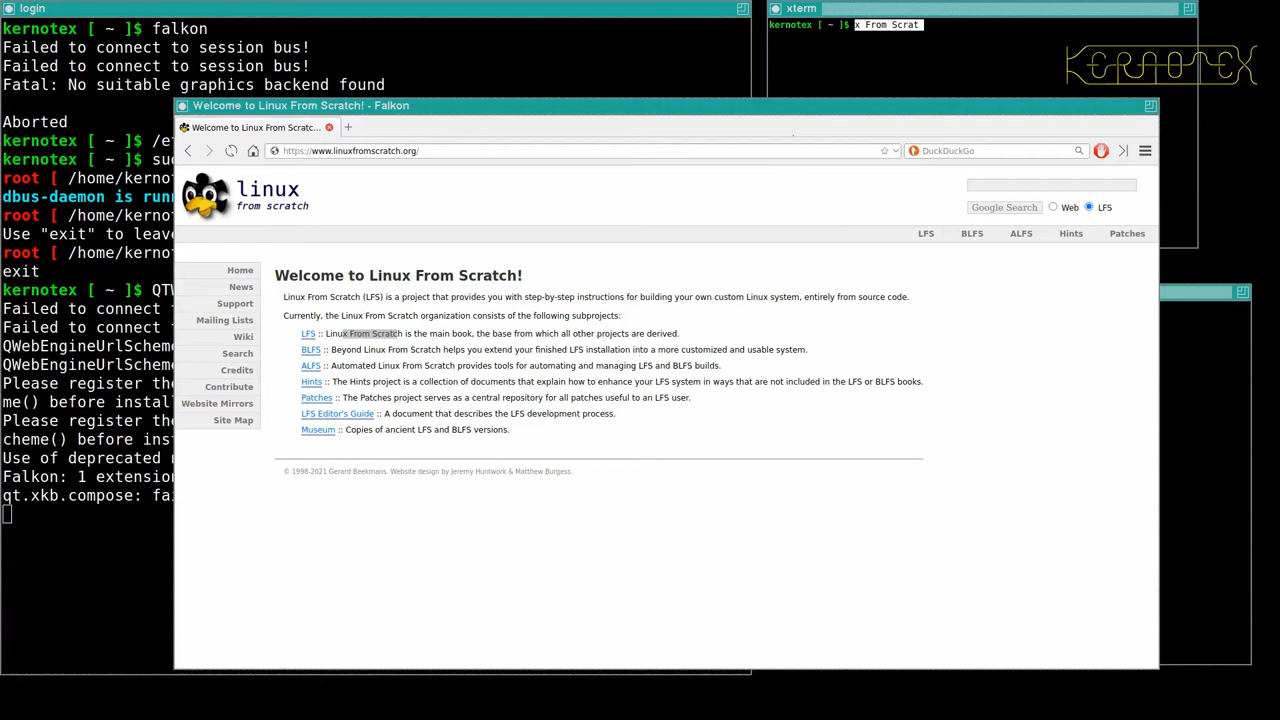 login
kernotex [ ~ ]$ falkon
Failed to connect to session bus!
Failed to connect to session bus!
Fatal: No suitable graphics backend found
Aborted
kernotex [ ~ ]$ /e
kernotex [ ~ ]$ su
root [ /home/kerno
dbus-daemon is run
root [ /home/kerno
Use "exit" to leav
root [ /home/kerno
exit
kernotex [ ~ ]$ QT
Failed to connect
Failed to connect
QWebEngineUrlSchem
QWebEngineUrlSchem
Please register the
me() before instal
Please register the
cheme() before ins
Use of deprecated
Falkon: 1 extension
qt.xkb.compose: fa
xterm
kernotex [ ~ ]$ x From Scrat
KERNOTEX
Welcome to Linux From Scratch! - Falkon
Welcome to Linux From Scratc...
https://www.linuxfromscratch.org/
DuckDuckGo
linux
from scratch
Google Search Web LFS
LFS BLFS ALFS Hints Patches
Home
News
Support
Mailing Lists
Wiki
Search
Credits
Contribute
Website Mirrors
Site Map
Welcome to Linux From Scratch!
Linux From Scratch (LFS) is a project that provides you with step-by-step instructions for building your own custom Linux system, entirely from source code.
Currently, the Linux From Scratch organization consists of the following subprojects:
LFS :: Linux From Scratch is the main book, the base from which all other projects are derived.
BLFS :: Beyond Linux From Scratch helps you extend your finished LFS installation into a more customized and usable system.
ALFS :: Automated Linux From Scratch provides tools for automating and managing LFS and BLFS builds.
Hints :: The Hints project is a collection of documents that explain how to enhance your LFS system in ways that are not included in the LFS or BLFS books.
Patches :: The Patches project serves as a central repository for all patches useful to an LFS user.
LFS Editor's Guide :: A document that describes the LFS development process.
Museum :: Copies of ancient LFS and BLFS versions.
© 1998-2021 Gerard Beekmans. Website design by Jeremy Huntwork & Matthew Burgess.